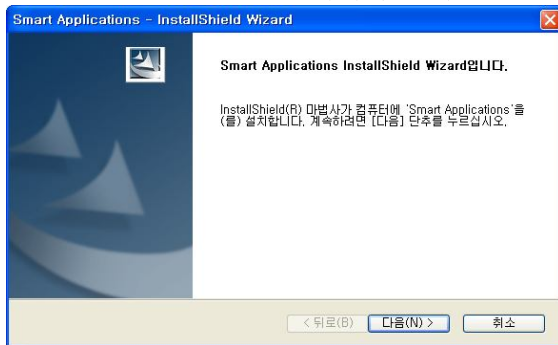 Smart Applications - InstallShield Wizard
Smart Applications InstallShield Wizard입니다.
InstallShield(R) 마법사가 컴퓨터에 'Smart Applications'을
(를) 설치합니다. 계속하려면 [다음] 단추를 누르십시오.
< 뒤로(B) 다음(N) > 취소